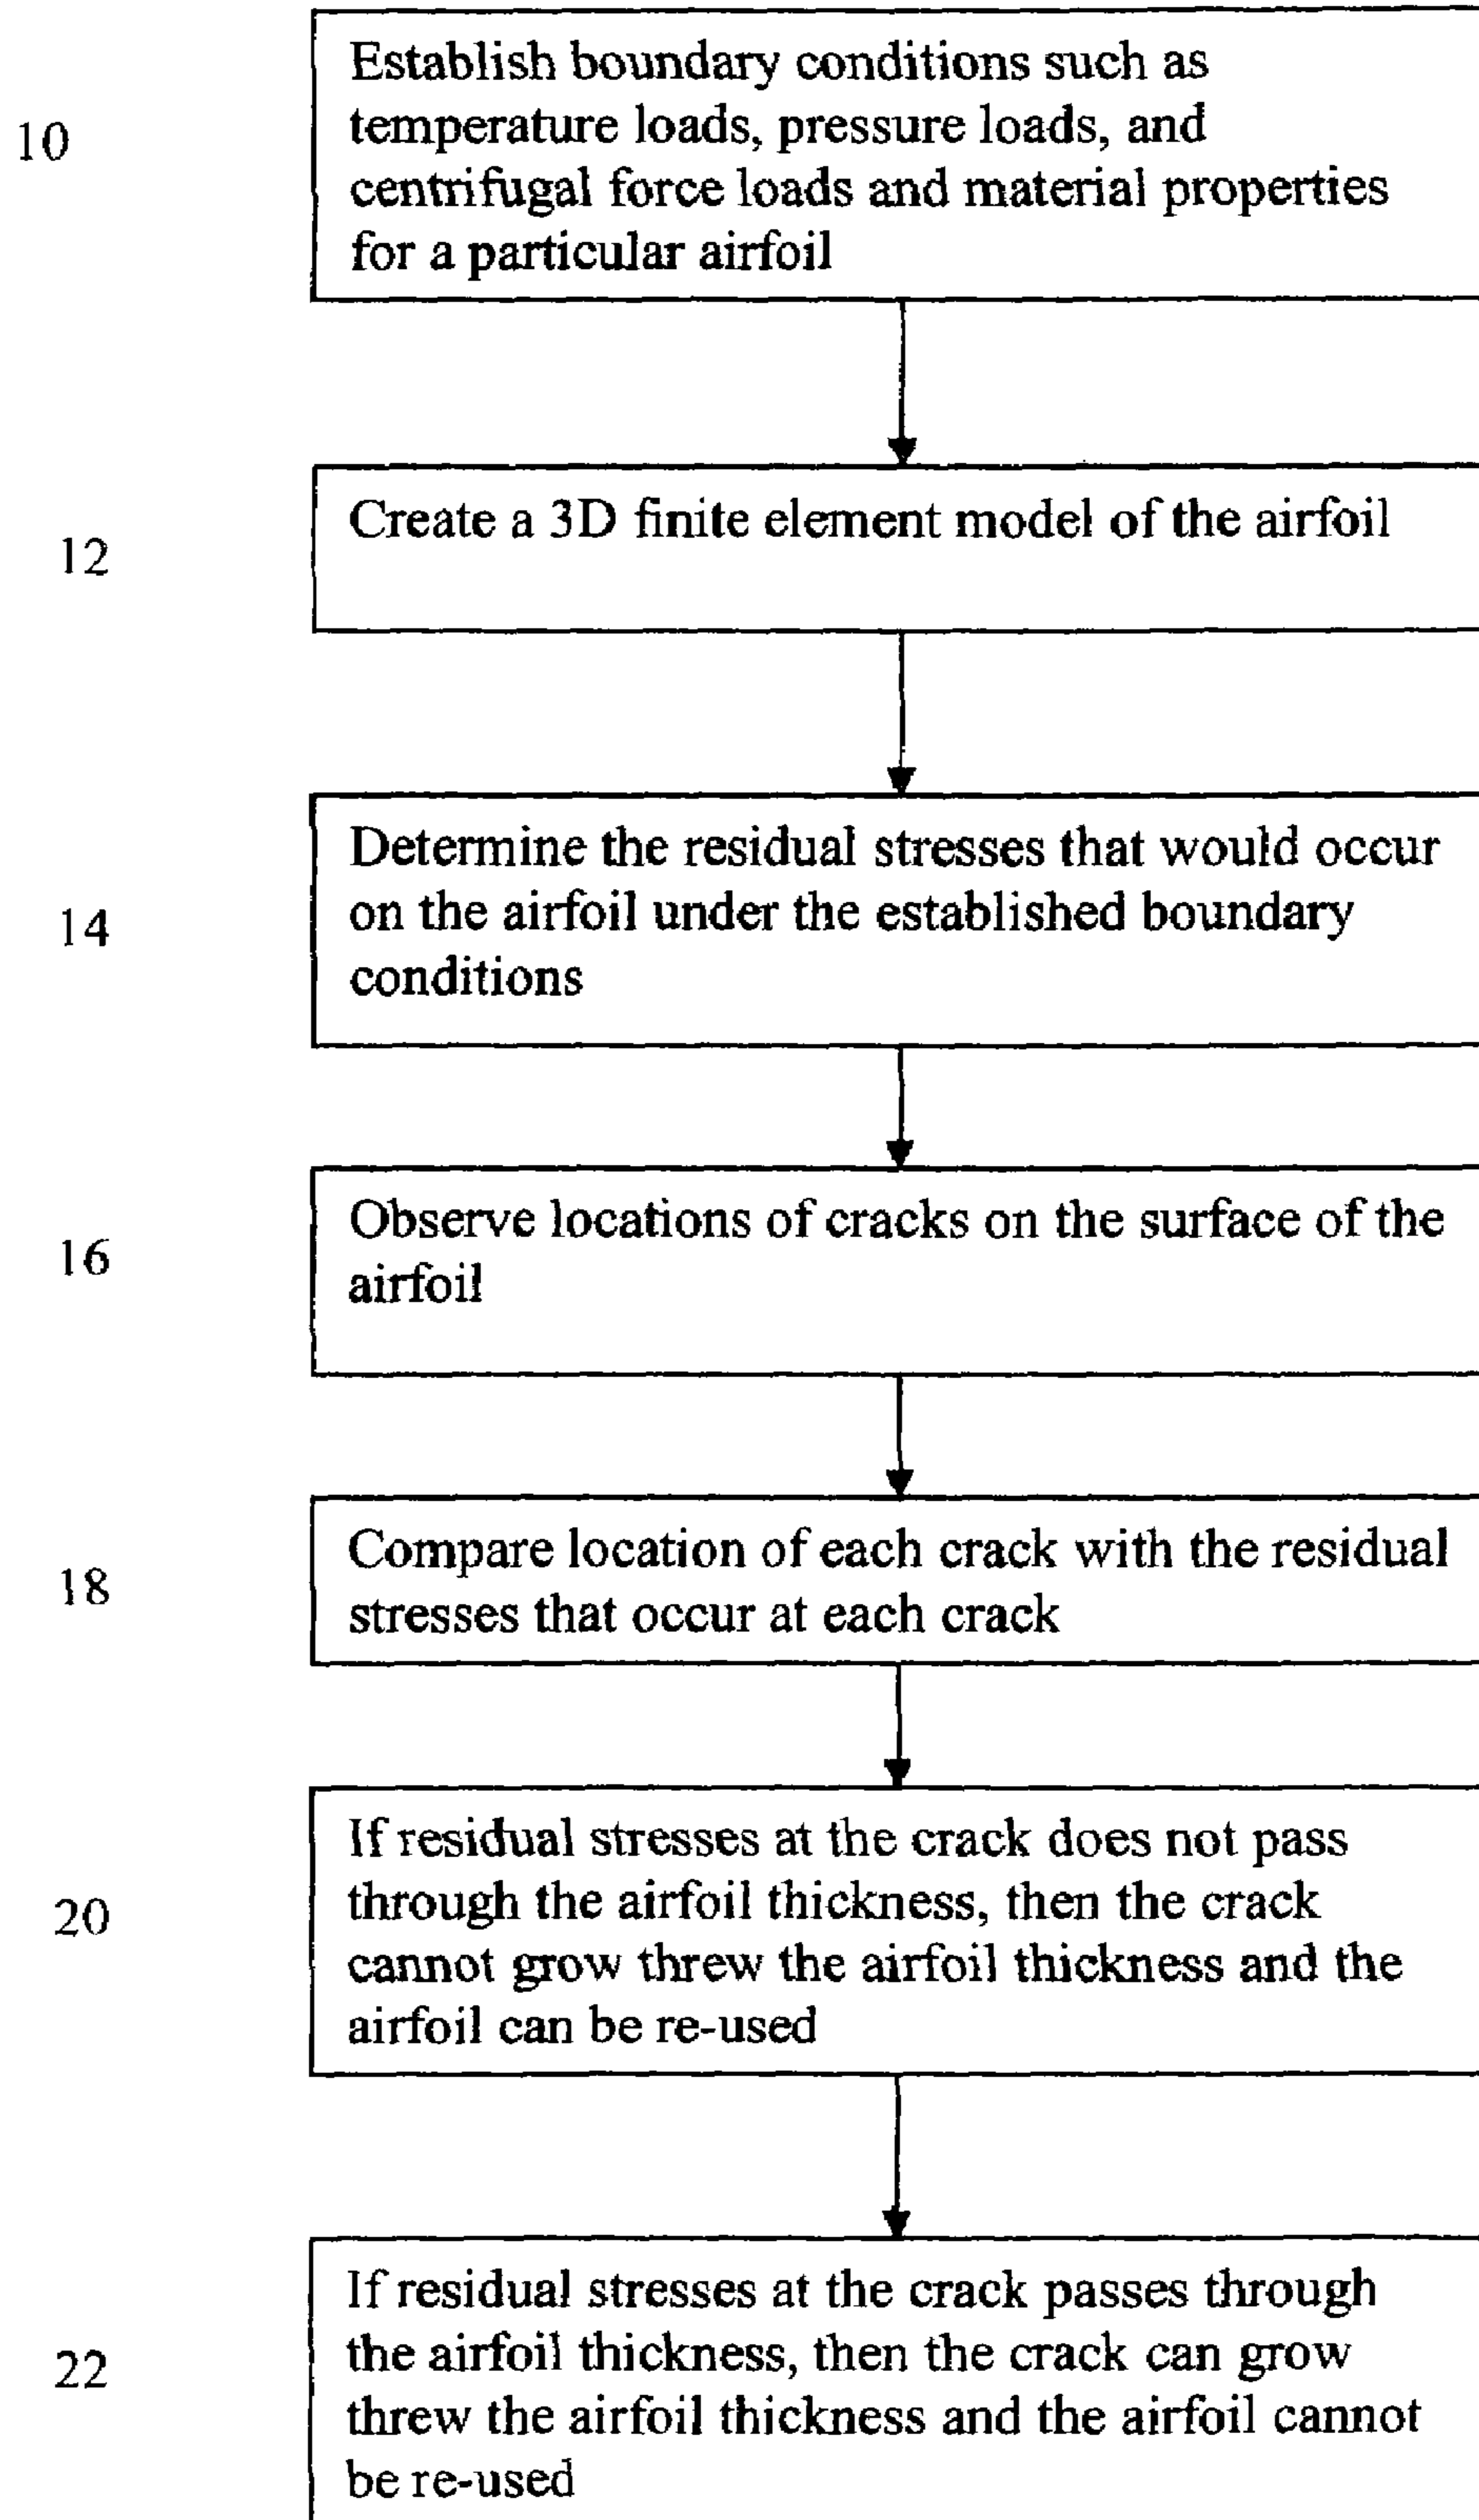 Establish boundary conditions such as
temperature loads, pressure loads, and
10
centrifugal force loads and material properties
for a particular airfoil
Create a 3D finite element model of the airfoil
12
Determine the residual stresses that would occur
on the airfoil under the established boundary
14
conditions
Observe locations of cracks on the surface of the
16
airfoil
Compare location of each crack with the residual
18
stresses that occur at each crack
If residual stresses at the crack does not pass
through the airfoil thickness, then the crack
20
cannot grow threw the airfoil thickness and the
airfoil can be re-used
If residual stresses at the crack passes through
the airfoil thickness, then the crack can grow
22
threw the airfoil thickness and the airfoil cannot
be re-used